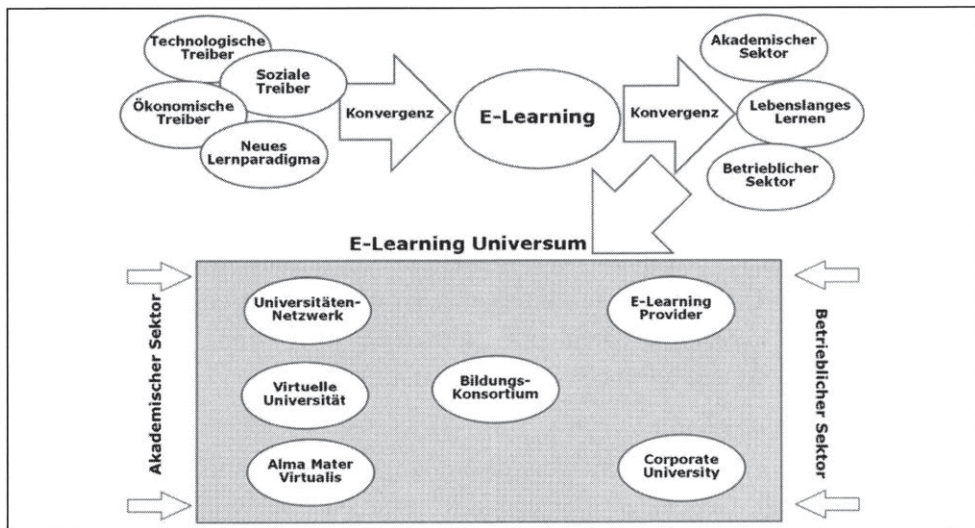 Technologische
Treiber
Soziale
Treiber
Ökonomische
Treiber
Neues
Lernparadigma
Konvergenz
E-Learning
Konvergenz
Akademischer
Sektor
Lebenslanges
Lernen
Betrieblicher
Sektor
E-Learning Universum
Akademischer Sektor
Universitäten-
Netzwerk
Virtuelle
Universität
Alma Mater
Virtualis
Bildungs-
Konsortium
E-Learning
Provider
Corporate
University
Betrieblicher Sektor